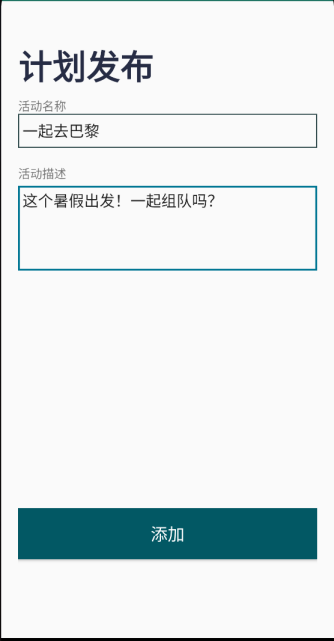 计划发布
活动名称
一起去巴黎
活动描述
这个暑假出发！一起组队吗？
添加